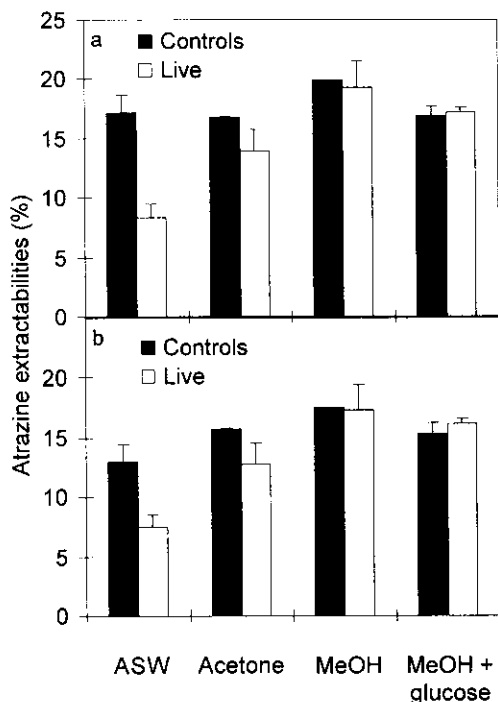 25
a
Controls
Live
20
15
10
5
0
b
Controls
Live
20
15
10
5
0
Atrazine extractabilities (%)
ASW Acetone MeOH MeOH +
glucose